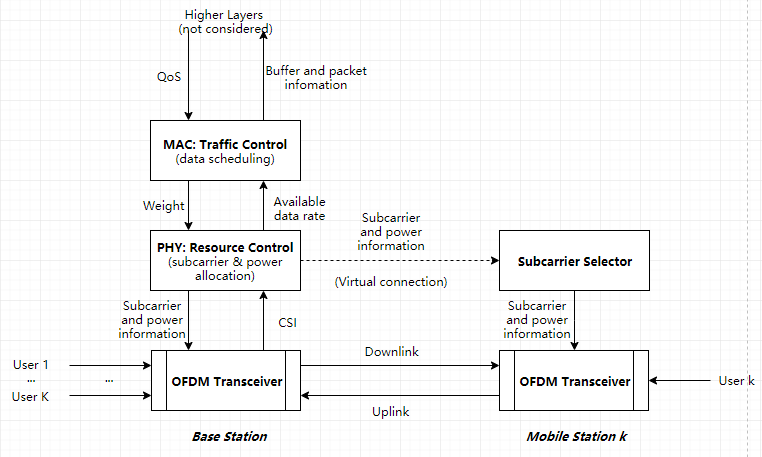 Higher Layers
(not considered)
QoS
Buffer and packet
infomation
MAC: Traffic Control
(data scheduling)
Weight
Available
data rate
Subcarrier
and power
information
PHY: Resource Control
(subcarrier & power
allocation)
Subcarrier Selector
(Virtual connection)
Subcarrier
and power
information
CSI
Subcarrier
and power
information
Downlink
User 1
...
...
User K
OFDM Transceiver
OFDM Transceiver
User k
Uplink
Base Station
Mobile Station k